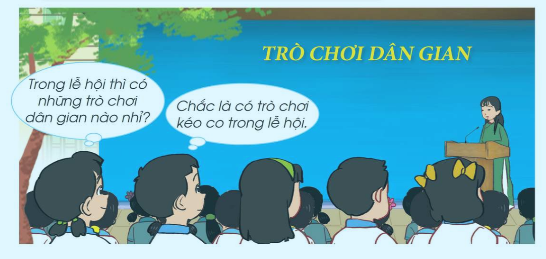 TRÒ CHƠI DÂN GIAN
Trong lễ hội thì có
những trò chơi
dân gian nào nhỉ?
Chắc là có trò chơi
kéo co trong lễ hội.